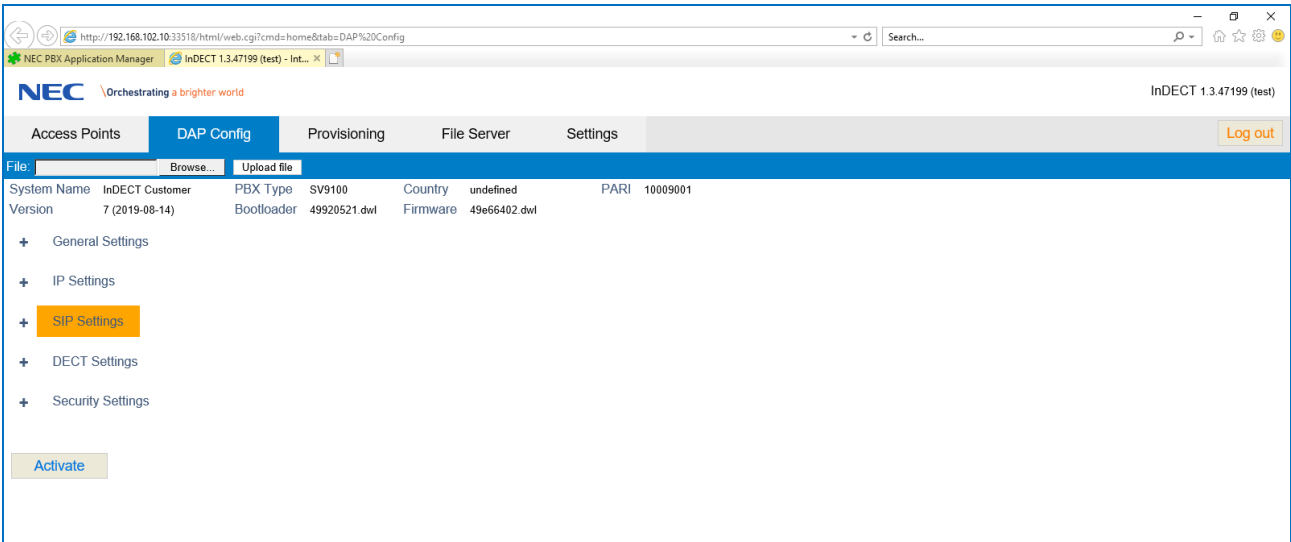 http://192.168.102.10:33518/html/web.cgi?cmd=home&tab=DAP%20Config
Search...
NEC PBX Application Manager
InDECT 1.3.47199 (test) - Int...
NEC
\Orchestrating a brighter world
InDECT 1.3.47199 (test)
Access Points DAP Config Provisioning File Server Settings Log out
File: Browse... Upload file
System Name InDECT Customer PBX Type SV9100 Country undefined PARI 10009001
Version 7 (2019-08-14) Bootloader 49920521.dwl Firmware 49e66402.dwl
+ General Settings
+ IP Settings
+ SIP Settings
+ DECT Settings
+ Security Settings
Activate